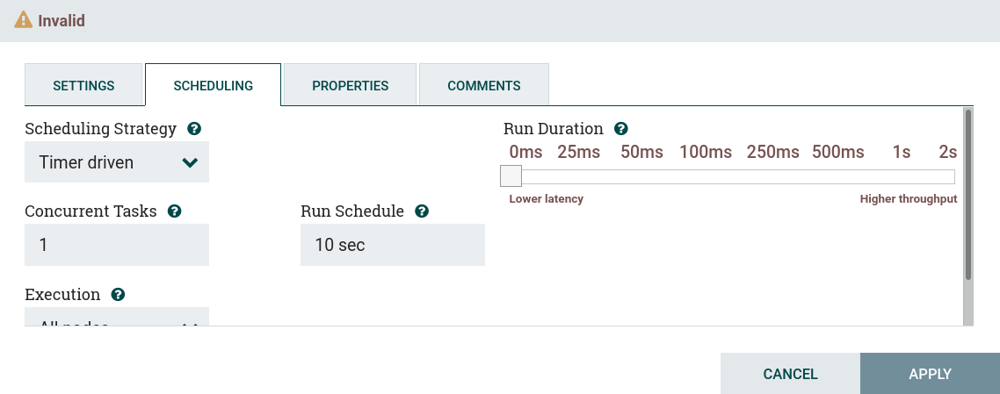 Invalid
SETTINGS
SCHEDULING
PROPERTIES
COMMENTS
Scheduling Strategy
Timer driven
Run Duration
0ms 25ms 50ms 100ms 250ms 500ms 1s 2s
Lower latency
Higher throughput
Concurrent Tasks
1
Run Schedule
10 sec
Execution
All nodes
CANCEL
APPLY